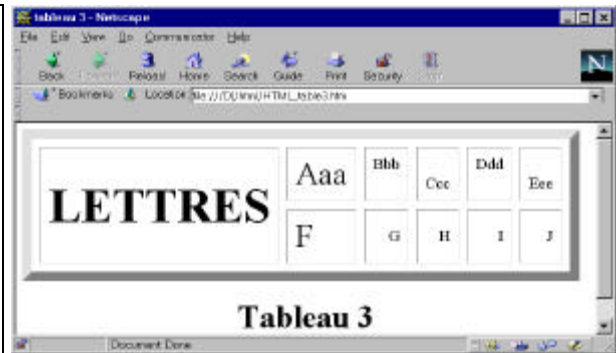 tableau 3 - Netscape
File Edit View Go Communicator Help
Back Forward Reload Home Search Guide Print Security Stop
Bookmarks Location
N
LETTRES
Aaa Bbb Ccc Ddd Eee
F G H I J
Tableau 3
Document Done